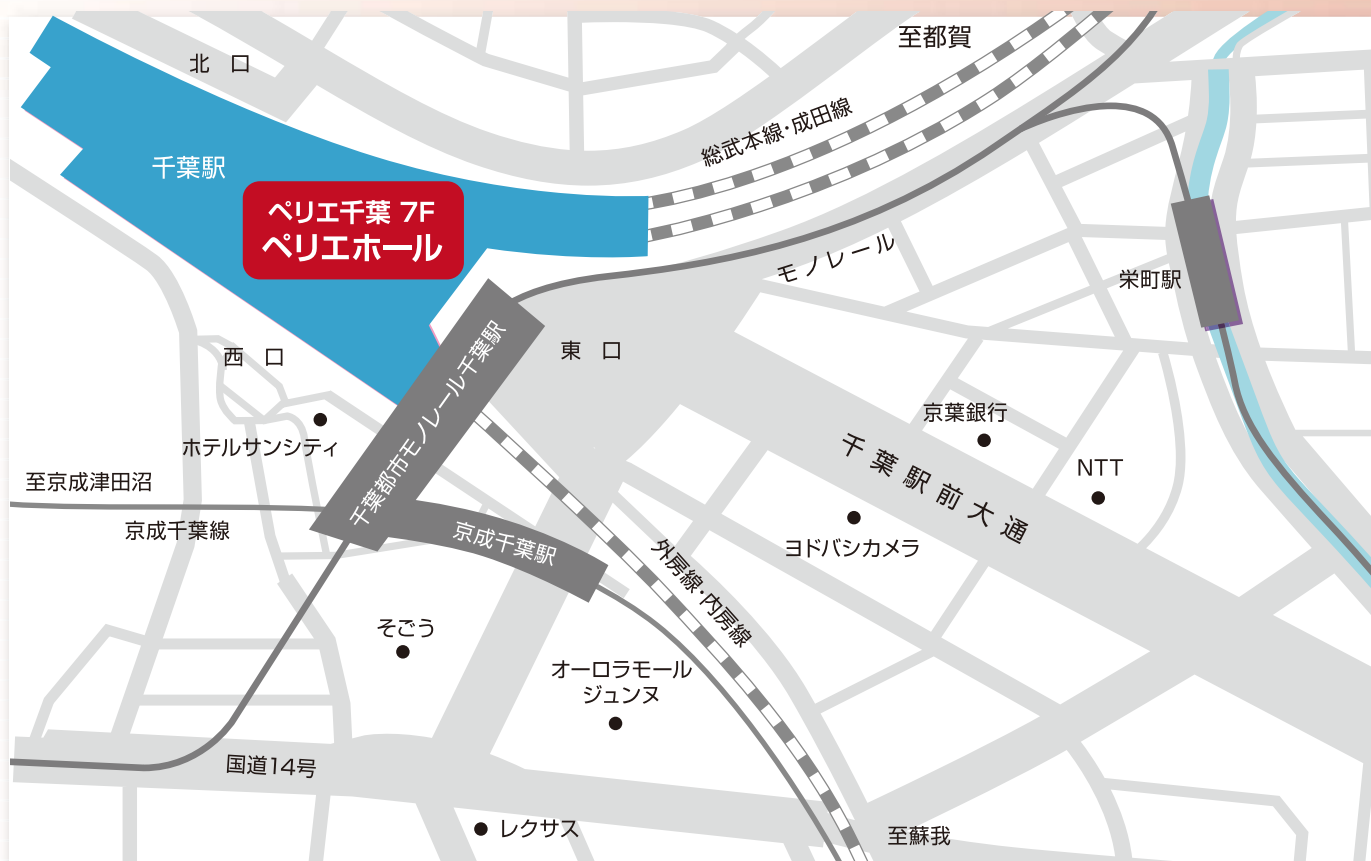 至都賀
北 口
総武本線・成田線
千葉駅
ペリエ千葉 7F
ペリエホール
モノレール
栄町駅
千葉都市モノレール千葉駅
東 口
西 口
京葉銀行
ホテルサンシティ
千葉駅前大通
NTT
至京成津田沼
京成千葉線
京成千葉駅
ヨドバシカメラ
外房線・内房線
そごう
オーロラモール
ジュンヌ
国道14号
レクサス
至蘇我